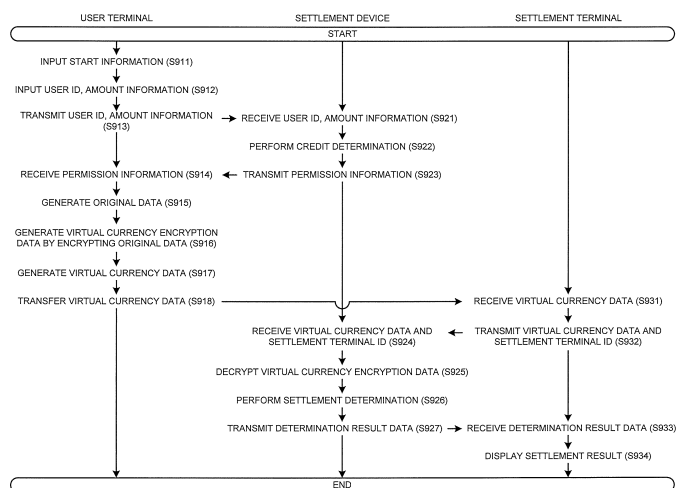 USER TERMINAL SETTLEMENT DEVICE SETTLEMENT TERMINAL
START
INPUT START INFORMATION (S911)
INPUT USER ID, AMOUNT INFORMATION (S912)
TRANSMIT USER ID, AMOUNT INFORMATION
(S913)
RECEIVE USER ID, AMOUNT INFORMATION (S921)
PERFORM CREDIT DETERMINATION (S922)
RECEIVE PERMISSION INFORMATION (S914)
TRANSMIT PERMISSION INFORMATION (S923)
GENERATE ORIGINAL DATA (S915)
GENERATE VIRTUAL CURRENCY ENCRYPTION
DATA BY ENCRYPTING ORIGINAL DATA (S916)
GENERATE VIRTUAL CURRENCY DATA (S917)
TRANSFER VIRTUAL CURRENCY DATA (S918)
RECEIVE VIRTUAL CURRENCY DATA (S931)
RECEIVE VIRTUAL CURRENCY DATA AND
SETTLEMENT TERMINAL ID (S924)
TRANSMIT VIRTUAL CURRENCY DATA AND
SETTLEMENT TERMINAL ID (S932)
DECRYPT VIRTUAL CURRENCY ENCRYPTION DATA (S925)
PERFORM SETTLEMENT DETERMINATION (S926)
TRANSMIT DETERMINATION RESULT DATA (S927)
RECEIVE DETERMINATION RESULT DATA (S933)
DISPLAY SETTLEMENT RESULT (S934)
END